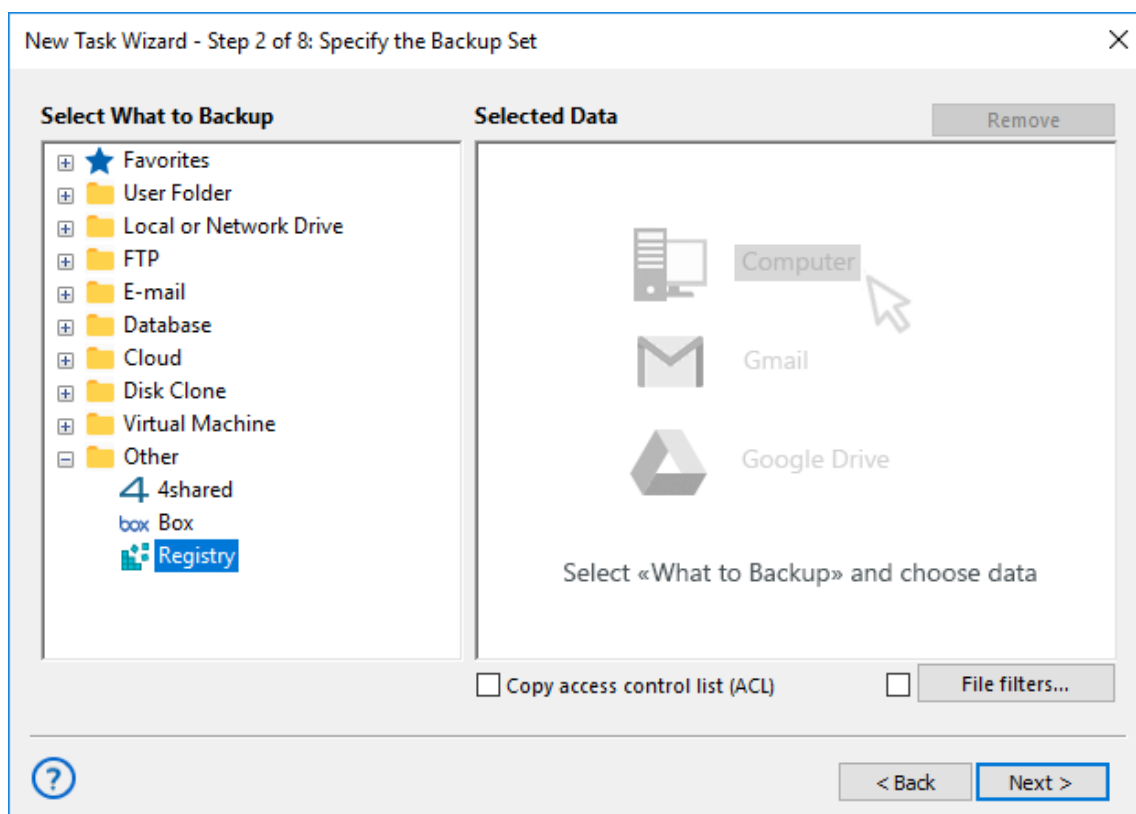 New Task Wizard - Step 2 of 8: Specify the Backup Set
Select What to Backup
Selected Data
Remove
Favorites
User Folder
Local or Network Drive
FTP
E-mail
Database
Cloud
Disk Clone
Virtual Machine
Other
4shared
box Box
Registry
Computer
Gmail
Google Drive
Select «What to Backup» and choose data
Copy access control list (ACL)
File filters...
?
< Back
Next >